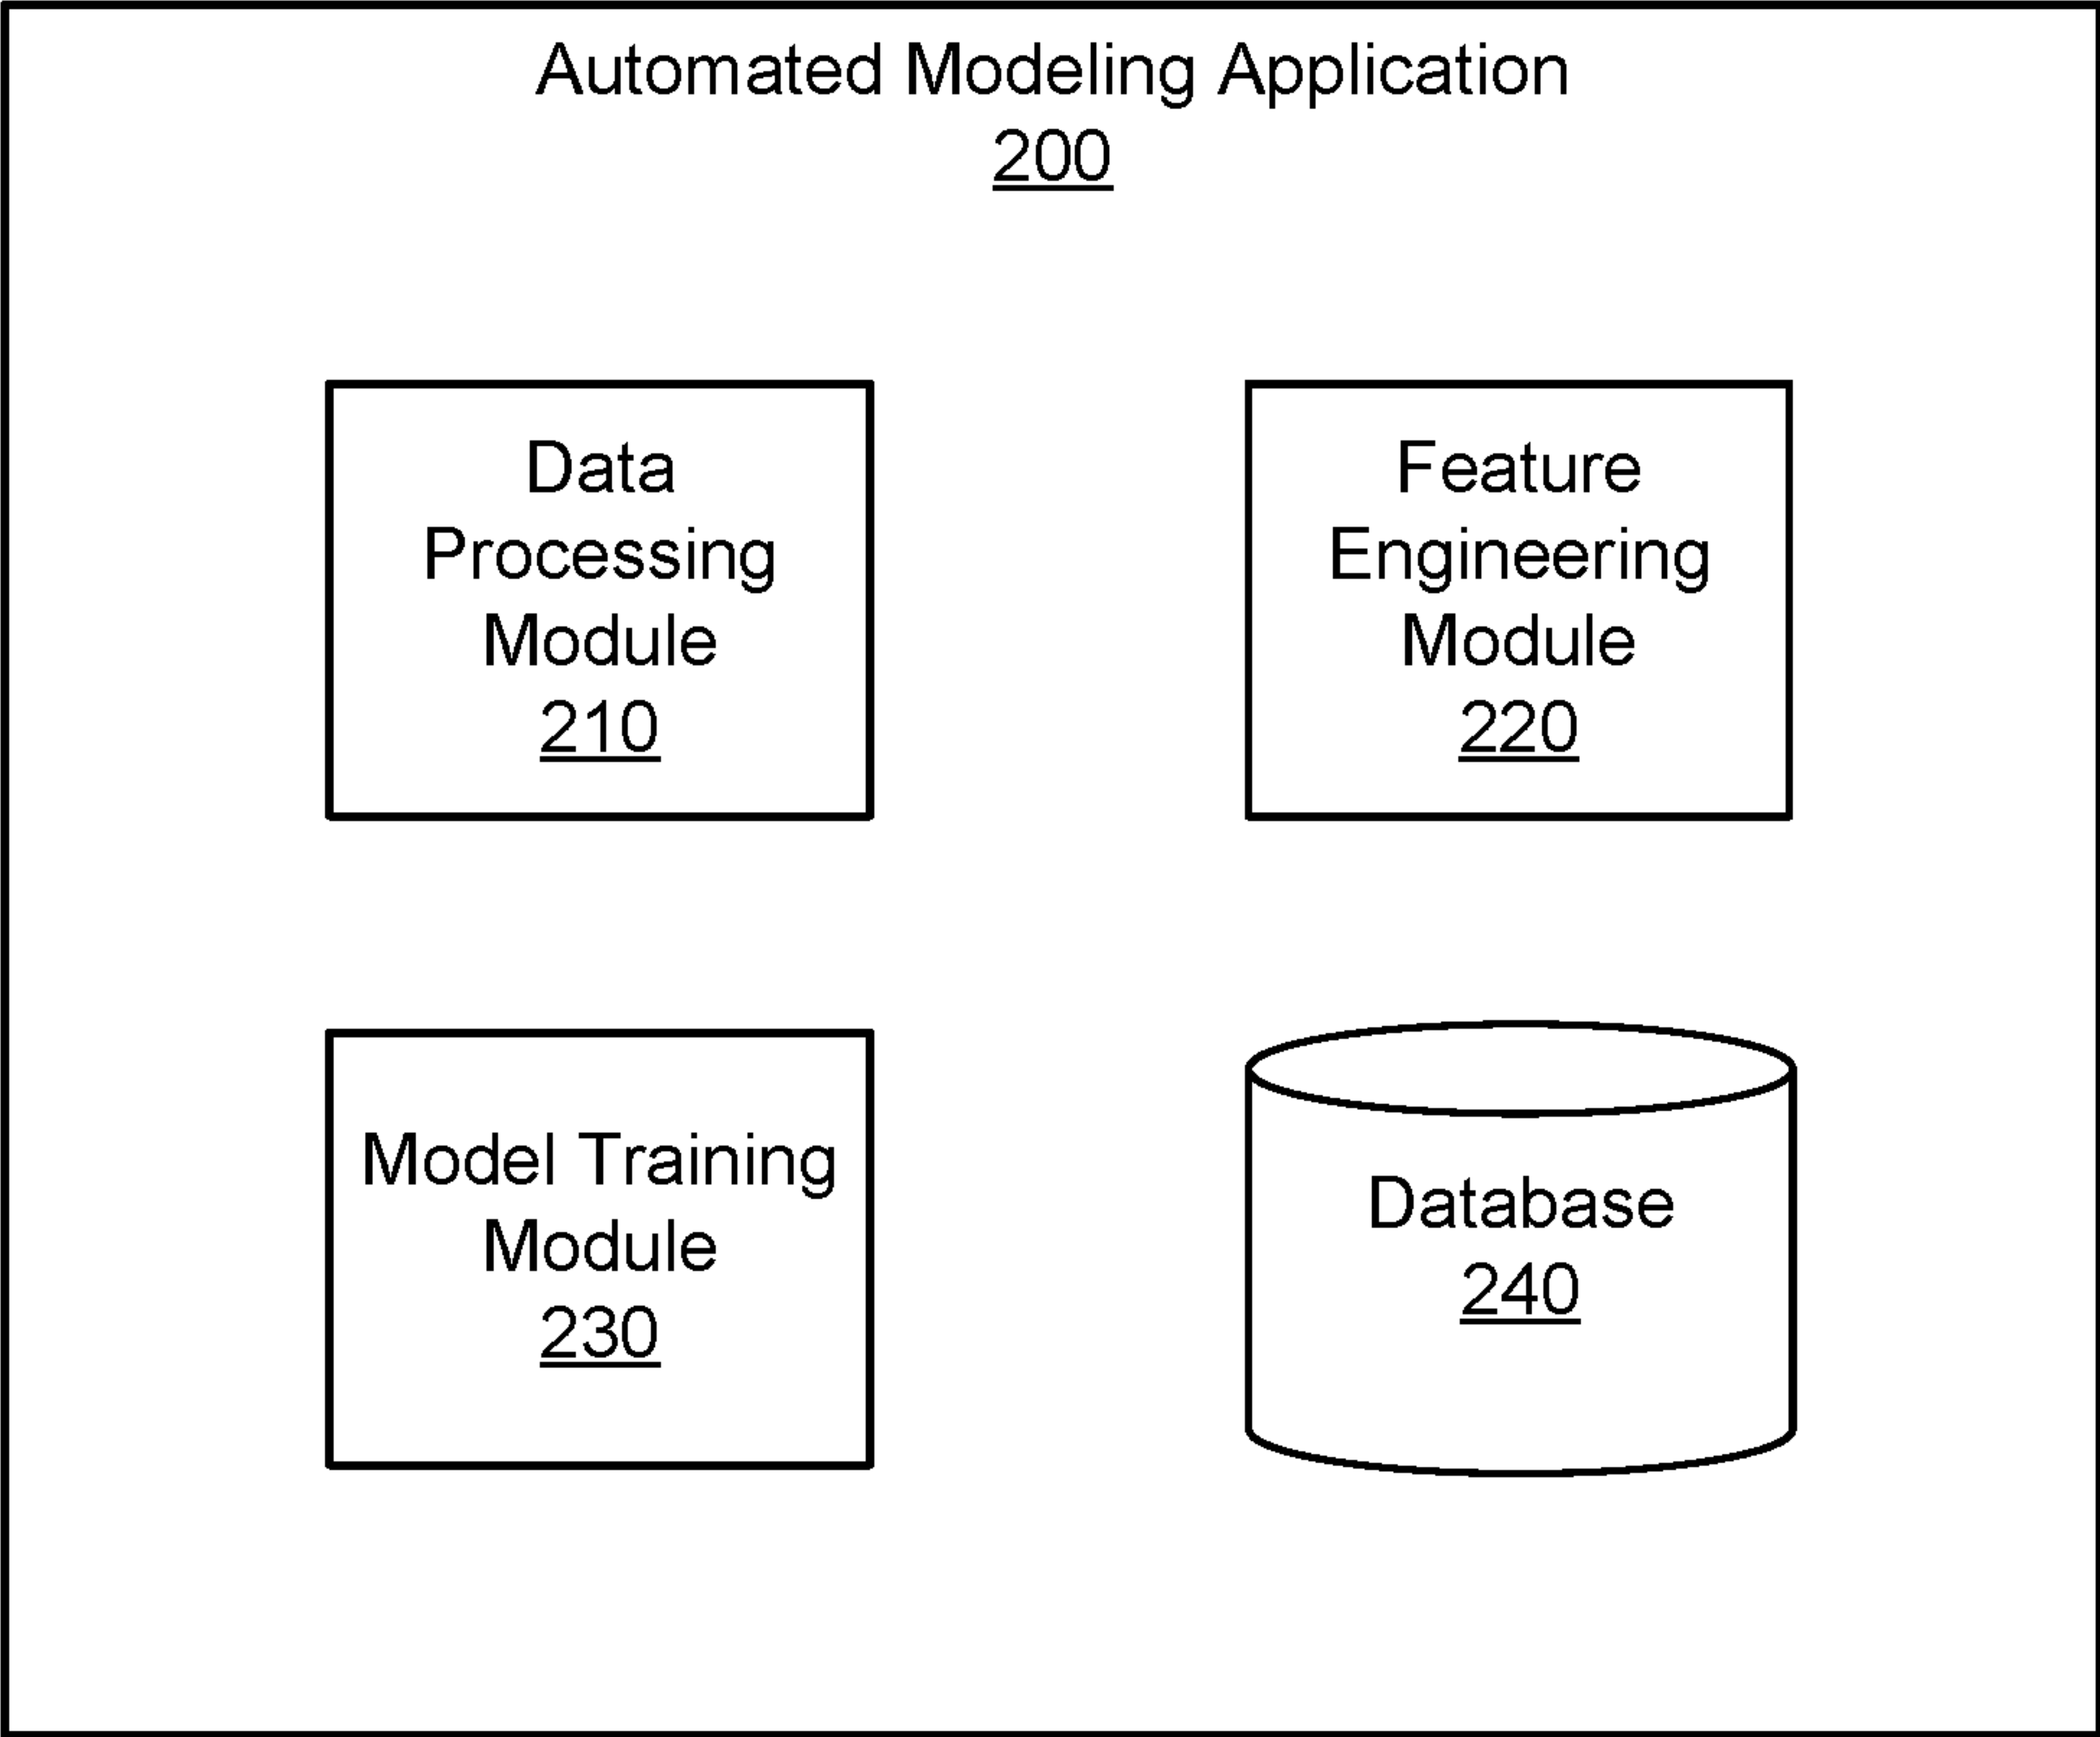 Automated Modeling Application
200
Data
Processing
Module
210
Feature
Engineering
Module
220
Model Training
Module
230
Database
240